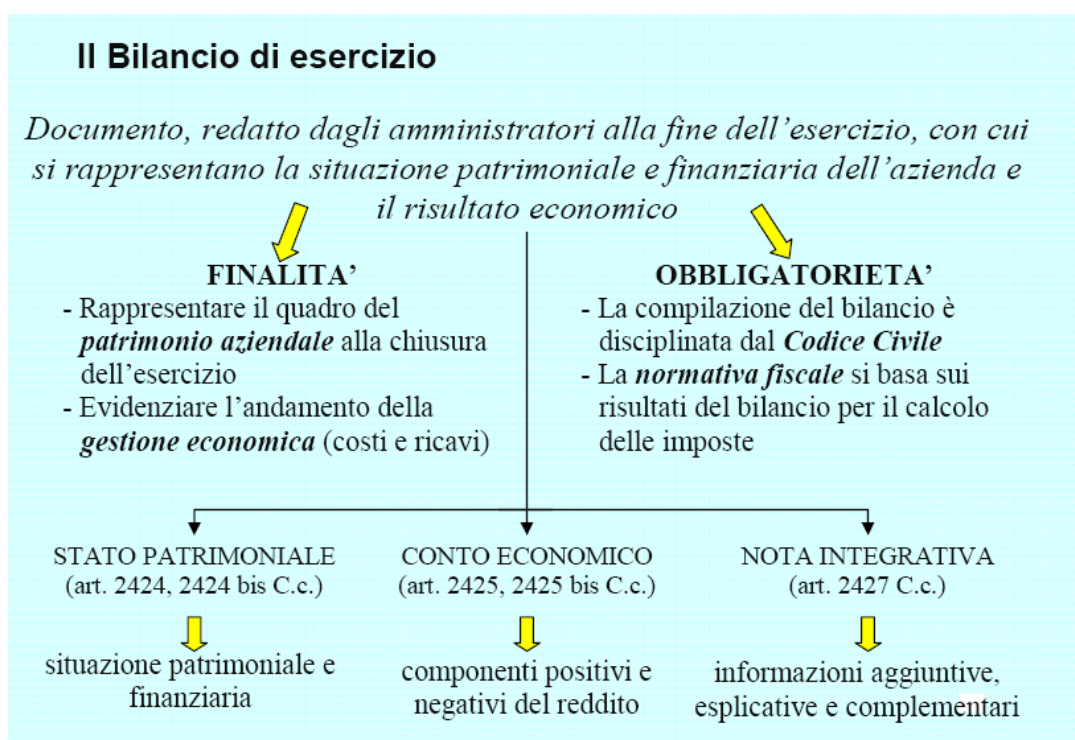 Il Bilancio di esercizio
Documento, redatto dagli amministratori alla fine dell’esercizio, con cui
si rappresentano la situazione patrimoniale e finanziaria dell’azienda e
il risultato economico
FINALITA’
- Rappresentare il quadro del
patrimonio aziendale alla chiusura
dell’esercizio
- Evidenziare l’andamento della
gestione economica (costi e ricavi)
OBBLIGATORIETA’
- La compilazione del bilancio è
disciplinata dal Codice Civile
- La normativa fiscale si basa sui
risultati del bilancio per il calcolo
delle imposte
STATO PATRIMONIALE
(art. 2424, 2424 bis C.c.)
situazione patrimoniale e
finanziaria
CONTO ECONOMICO
(art. 2425, 2425 bis C.c.)
componenti positivi e
negativi del reddito
NOTA INTEGRATIVA
(art. 2427 C.c.)
informazioni aggiuntive,
esplicative e complementari